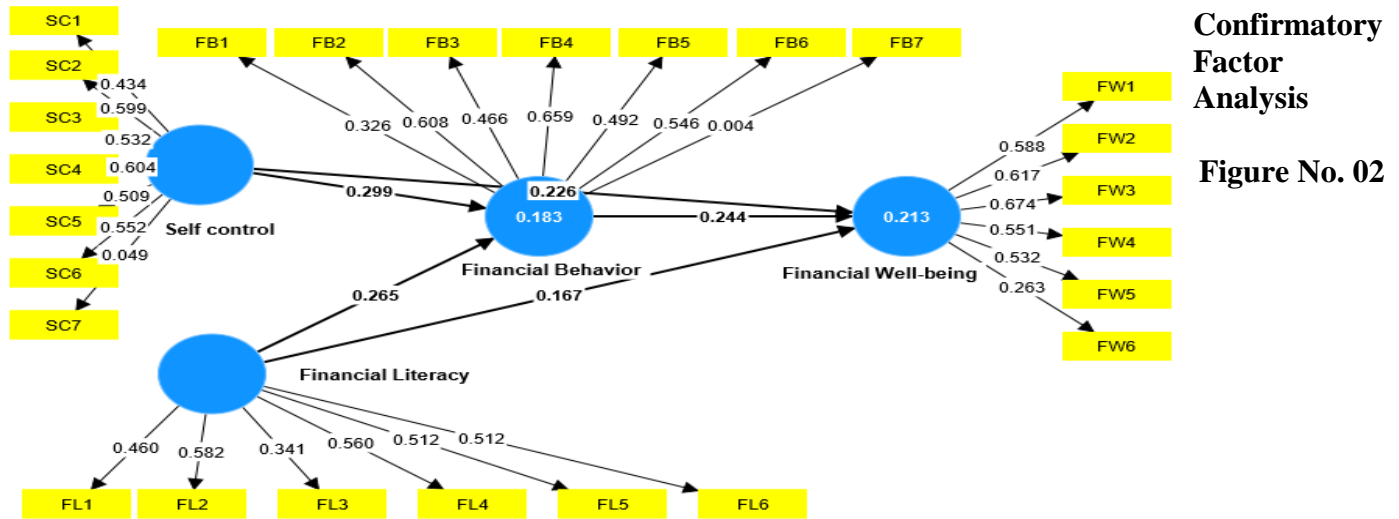 Confirmatory
Factor
Analysis
Figure No. 02
SC1
SC2
SC3
SC4
SC5
SC6
SC7
0.434
0.599
0.532
0.604
0.509
0.552
0.049
Self control
FB1 FB2 FB3 FB4 FB5 FB6 FB7
0.326 0.608 0.466 0.659 0.492 0.546 0.004
0.299
0.226
0.183
0.244
0.213
Financial Behavior
Financial Well-being
0.265
0.167
FW1
FW2
FW3
FW4
FW5
FW6
0.588
0.617
0.674
0.551
0.532
0.263
Financial Literacy
0.460 0.582 0.341 0.560 0.512 0.512
FL1 FL2 FL3 FL4 FL5 FL6